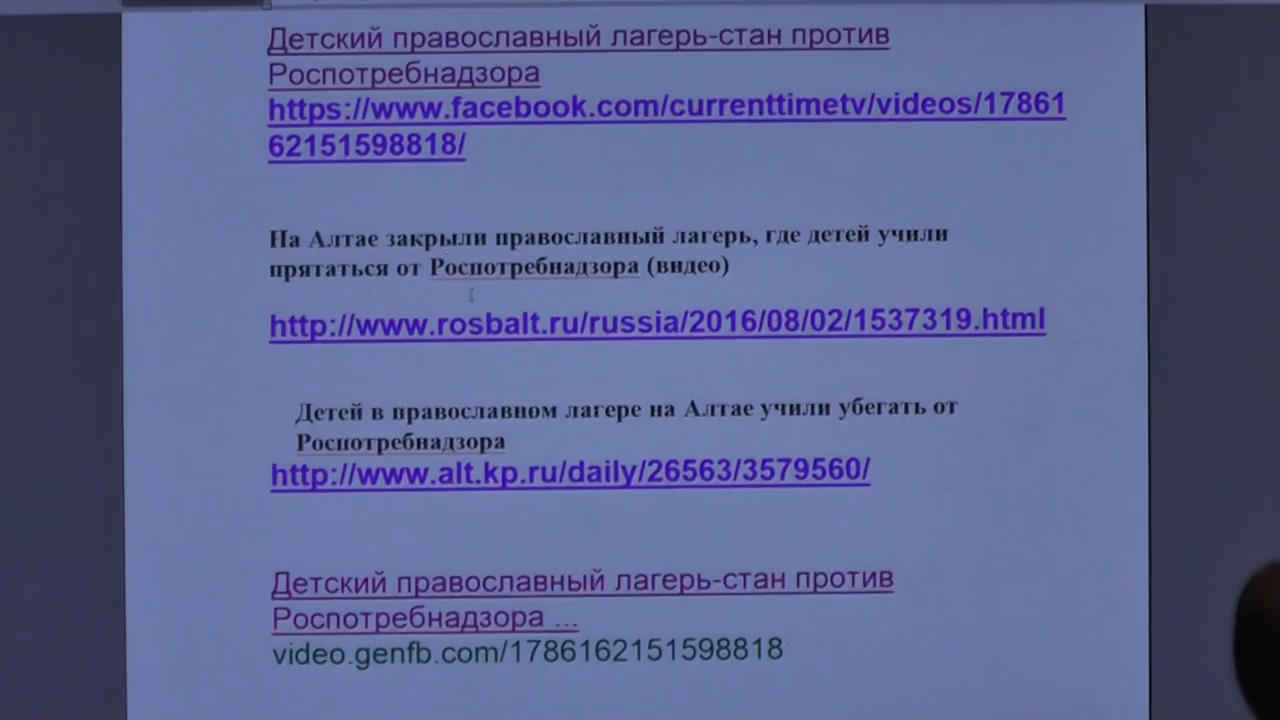 Детский православный лагерь-стан против
Роспотребнадзора
https://www.facebook.com/currenttimetv/videos/17861
62151598818/
На Алтае закрыли православный лагерь, где детей учили
прятаться от Роспотребнадзора (видео)
http://www.rosbalt.ru/russia/2016/08/02/1537319.html
Детей в православном лагере на Алтае учили убегать от
Роспотребнадзора
http://www.alt.kp.ru/daily/26563/3579560/
Детский православный лагерь-стан против
Роспотребнадзора ...
video.genfb.com/1786162151598818